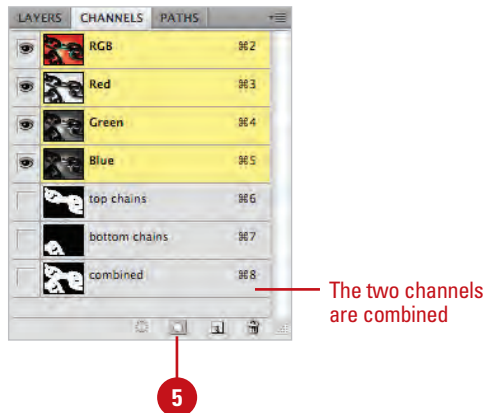 LAYERS CHANNELS PATHS
RGB ⌘2
Red ⌘3
Green ⌘4
Blue ⌘5
top chains ⌘6
bottom chains ⌘7
combined ⌘8
The two channels
are combined
5